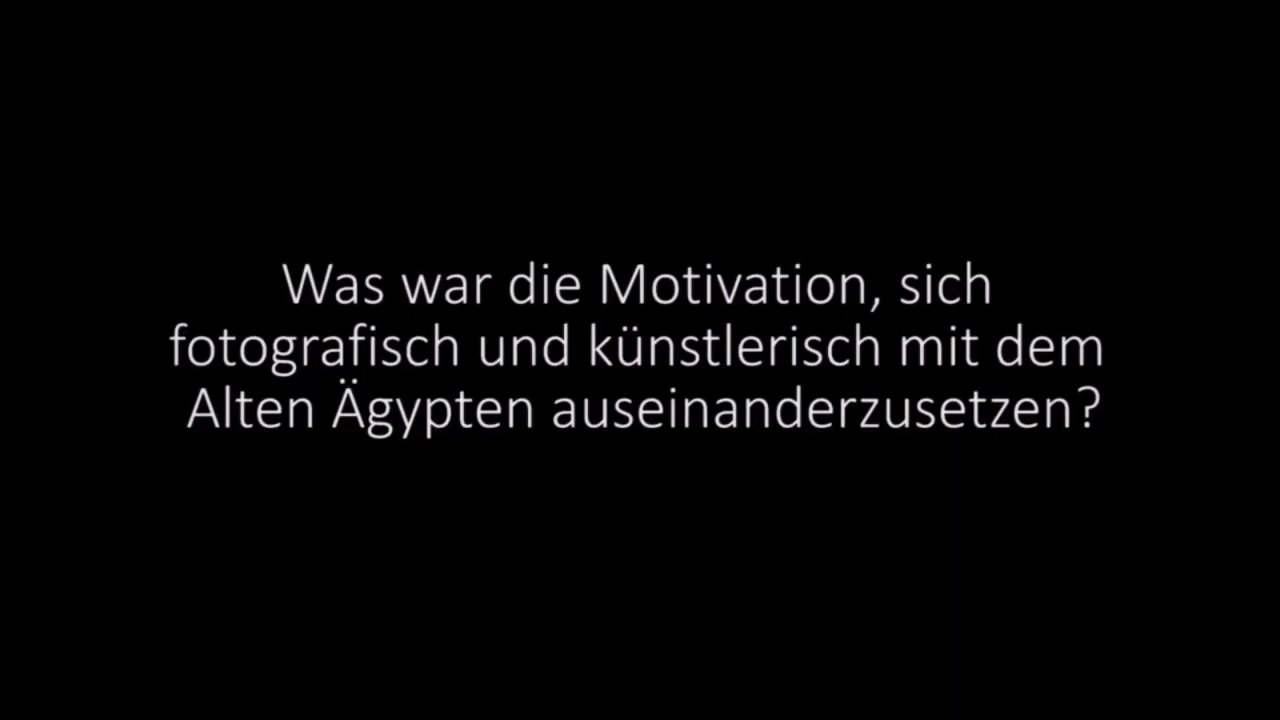 Was war die Motivation, sich
fotografisch und künstlerisch mit dem
Alten Ägypten auseinanderzusetzen?